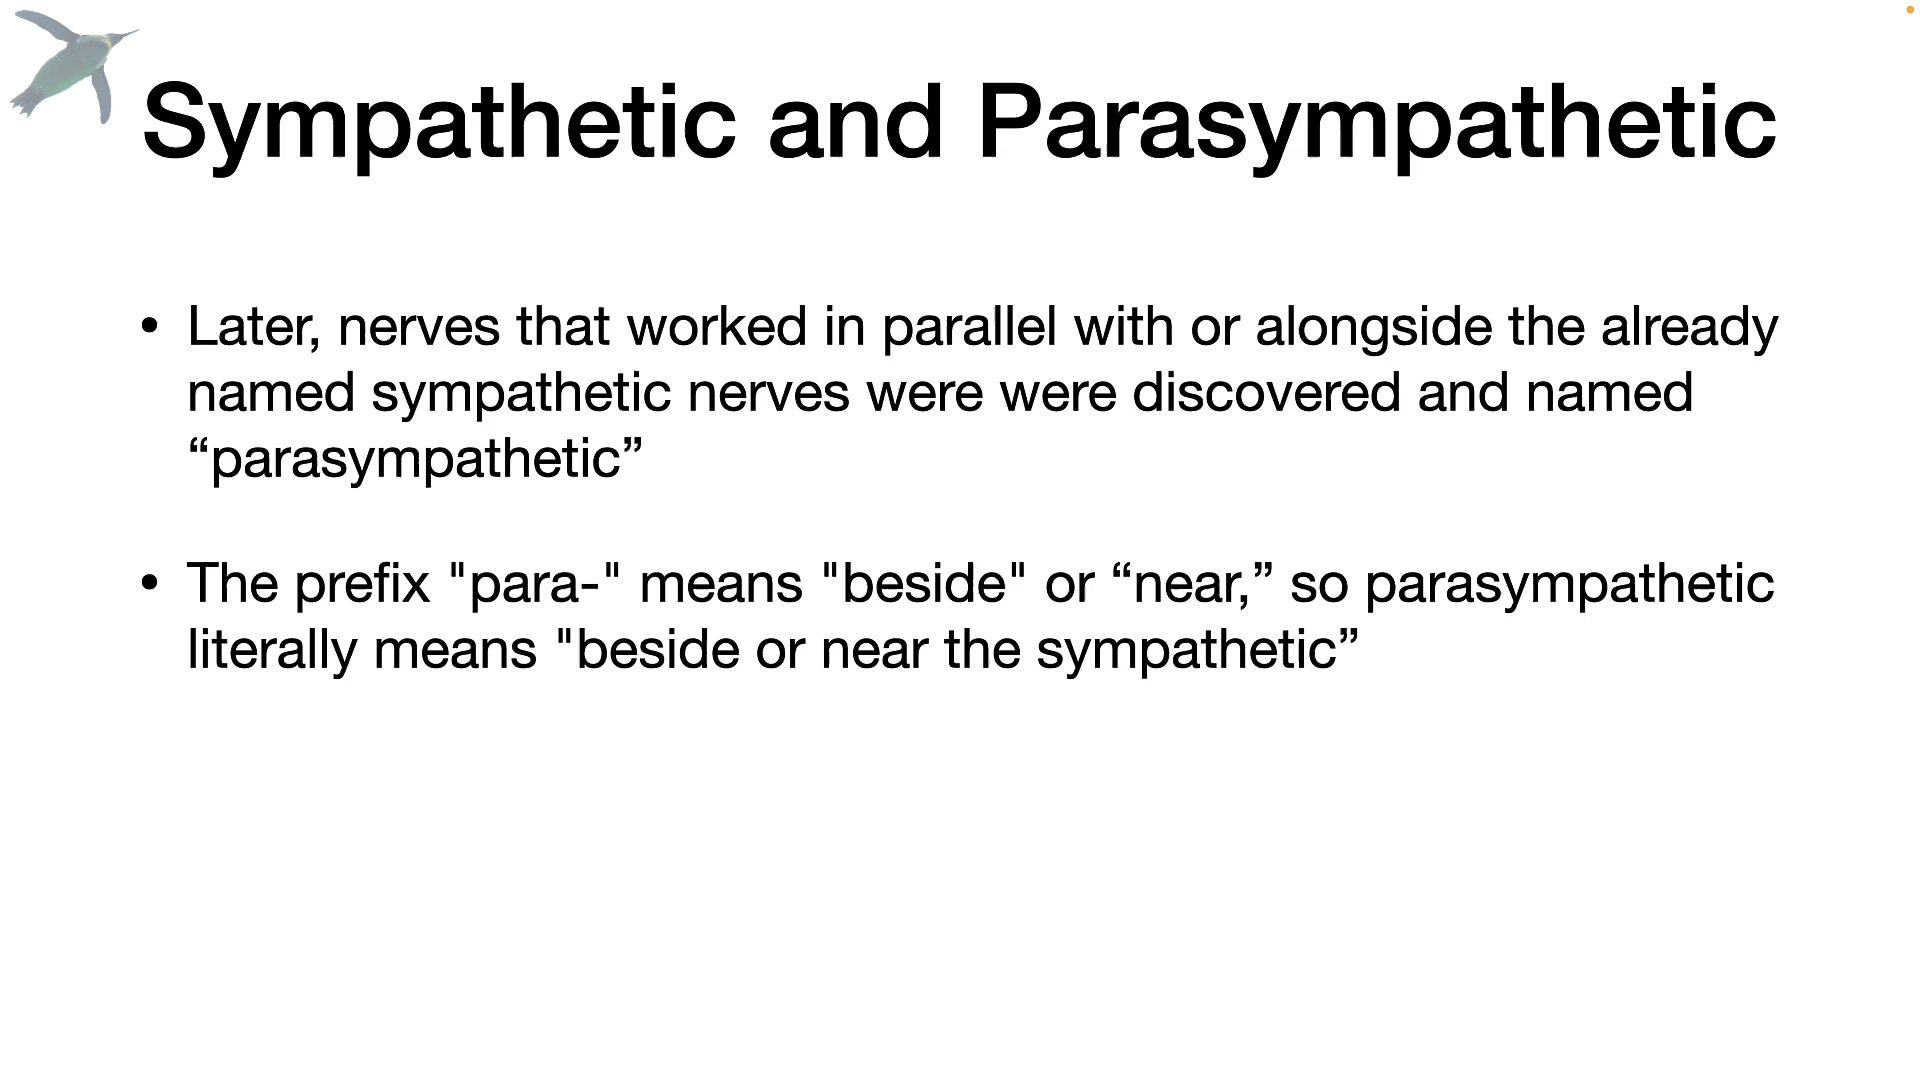 Sympathetic and Parasympathetic
• Later, nerves that worked in parallel with or alongside the already
named sympathetic nerves were were discovered and named
“parasympathetic”
• The prefix "para-" means "beside" or “near,” so parasympathetic
literally means "beside or near the sympathetic”